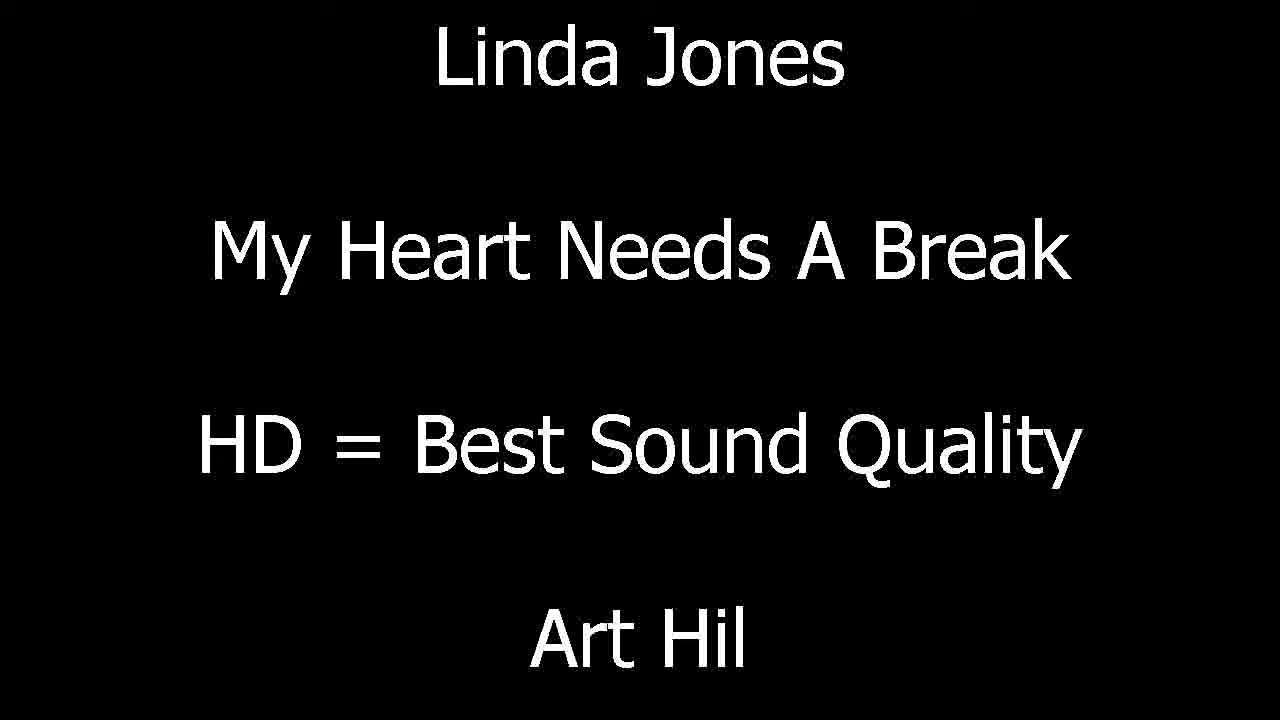 Linda Jones
My Heart Needs A Break
HD = Best Sound Quality
Art Hil